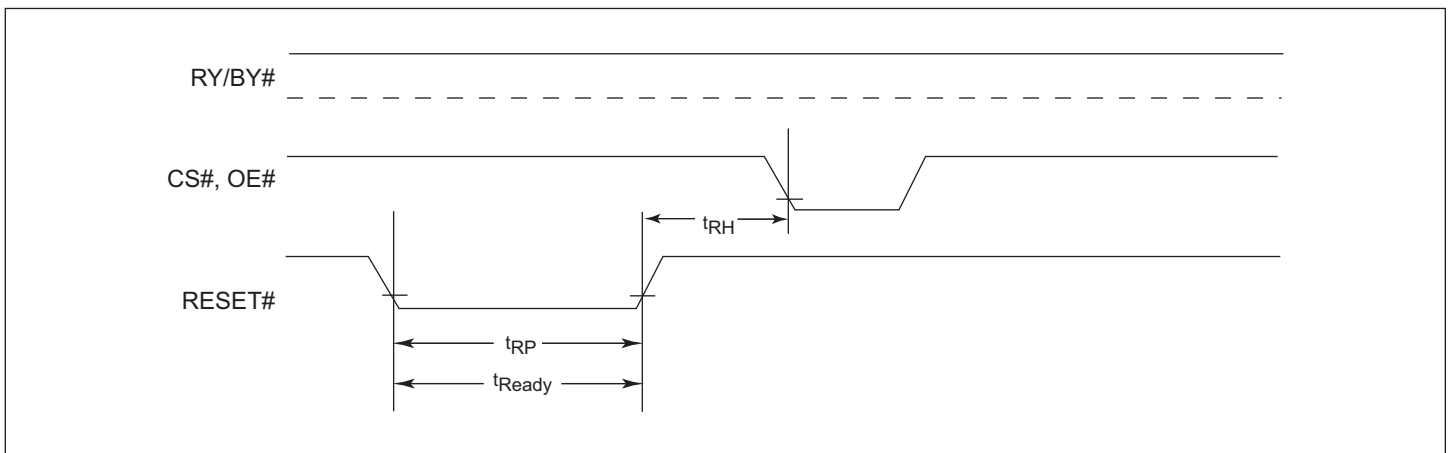 RY/BY#
CS#, OE#
tRH
RESET#
tRP
tReady